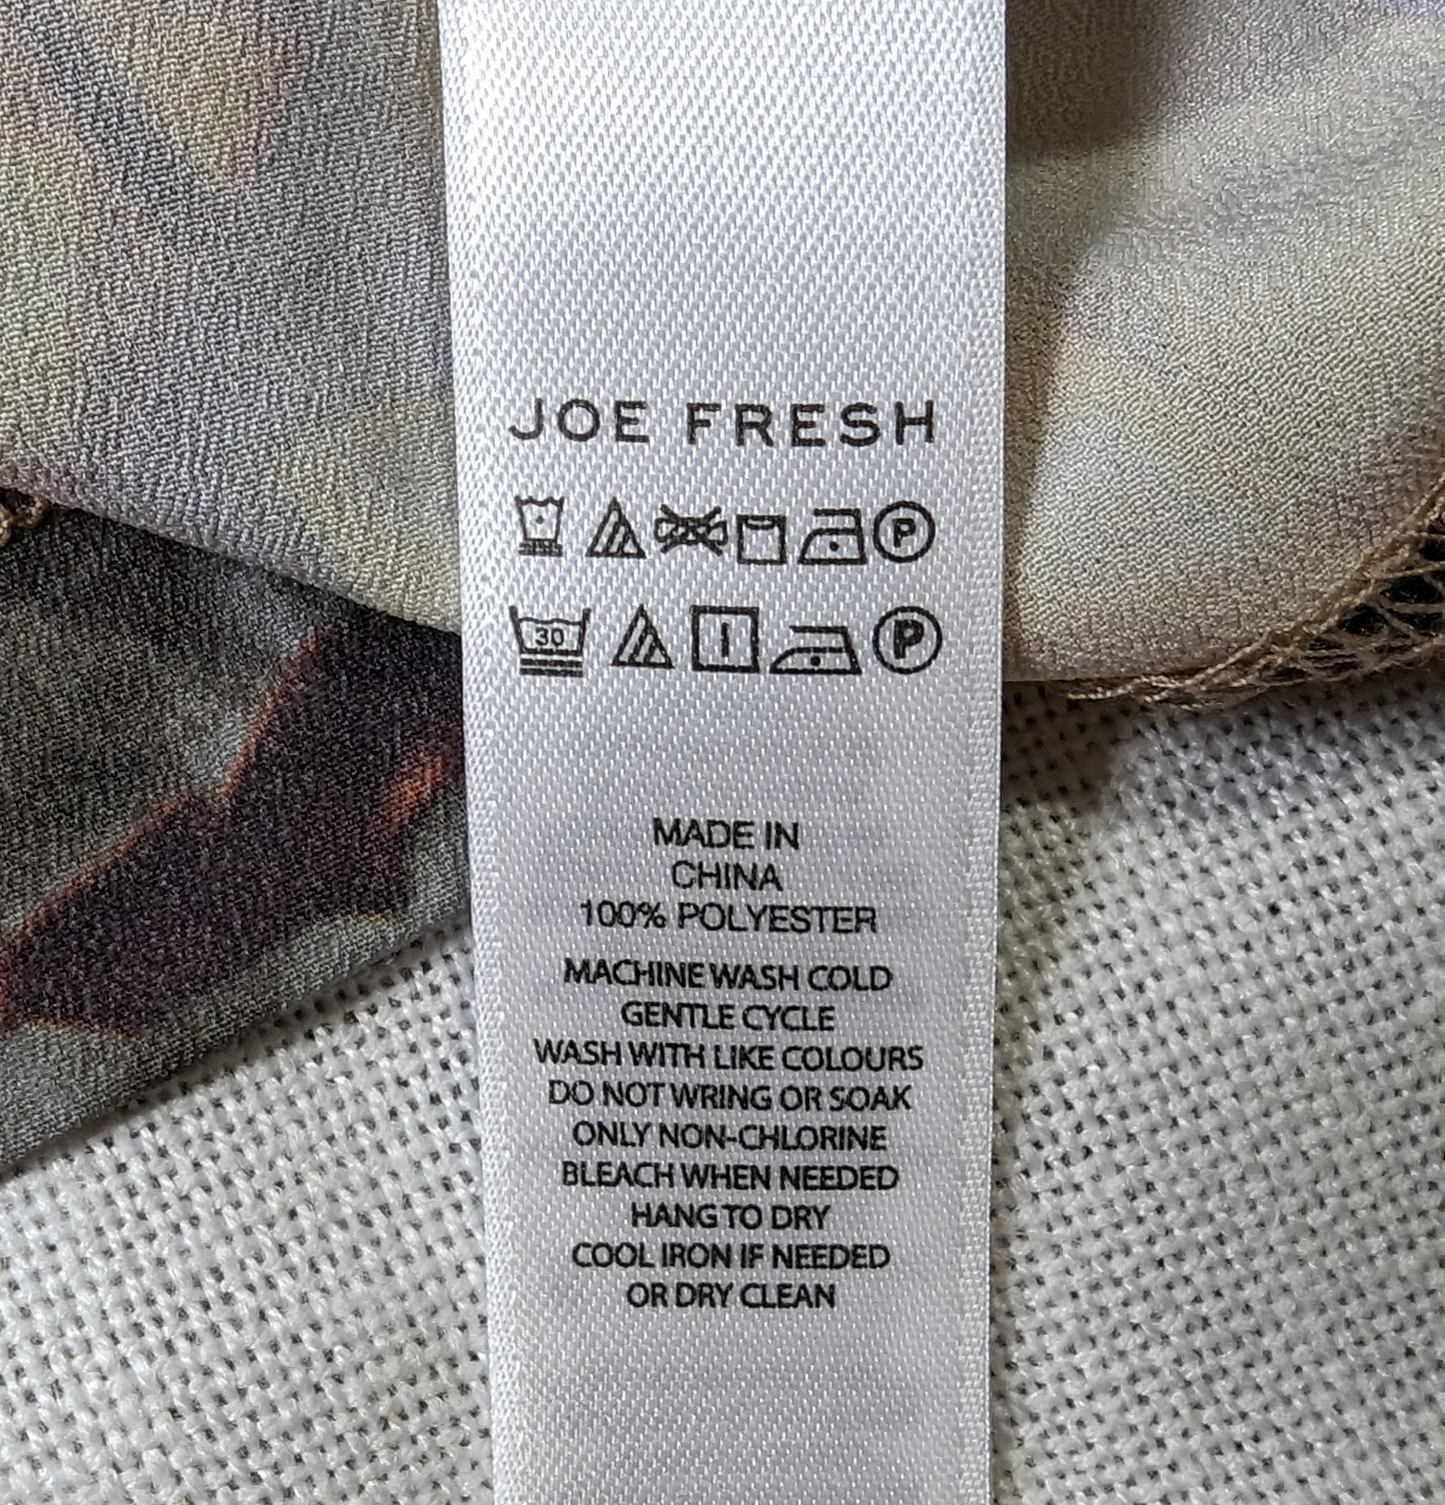 JOE FRESH
P
30 P
MADE IN
CHINA
100% POLYESTER
MACHINE WASH COLD
GENTLE CYCLE
WASH WITH LIKE COLOURS
DO NOT WRING OR SOAK
ONLY NON-CHLORINE
BLEACH WHEN NEEDED
HANG TO DRY
COOL IRON IF NEEDED
OR DRY CLEAN